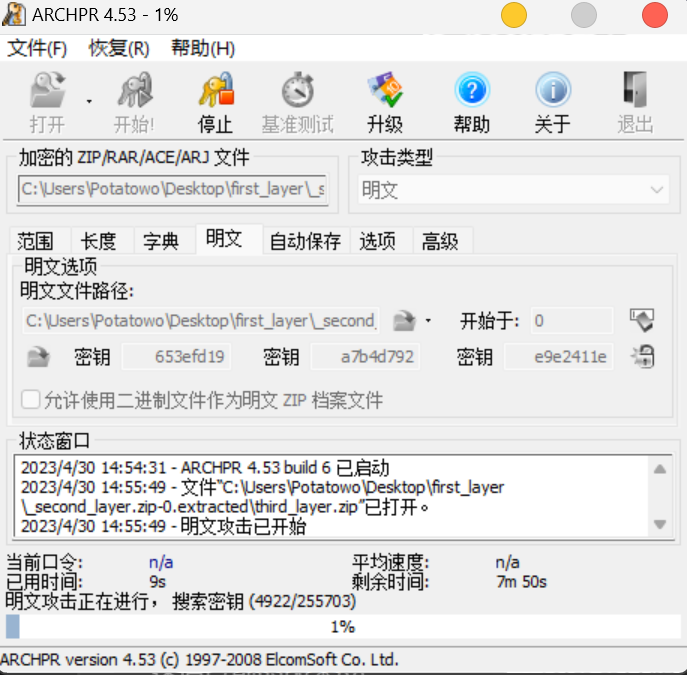 ARCHPR 4.53 - 1%
文件(F) 恢复(R) 帮助(H)
打开 开始! 停止 基准测试 升级 帮助 关于 退出
加密的 ZIP/RAR/ACE/ARJ 文件 攻击类型
C:\Users\Potatowo\Desktop\first_layer\_s 明文
范围 长度 字典 明文 自动保存 选项 高级
明文选项
明文文件路径:
C:\Users\Potatowo\Desktop\first_layer\_second_ 开始于: 0
密钥 653efd19 密钥 a7b4d792 密钥 e9e2411e
允许使用二进制文件作为明文 ZIP 档案文件
状态窗口
2023/4/30 14:54:31 - ARCHPR 4.53 build 6 已启动
2023/4/30 14:55:49 - 文件“C:\Users\Potatowo\Desktop\first_layer
\_second_layer.zip-0.extracted\third_layer.zip”已打开。
2023/4/30 14:55:49 - 明文攻击已开始
当前口令: n/a 平均速度: n/a
已用时间: 9s 剩余时间: 7m 50s
明文攻击正在进行， 搜索密钥 (4922/255703)
1%
ARCHPR version 4.53 (c) 1997-2008 ElcomSoft Co. Ltd.